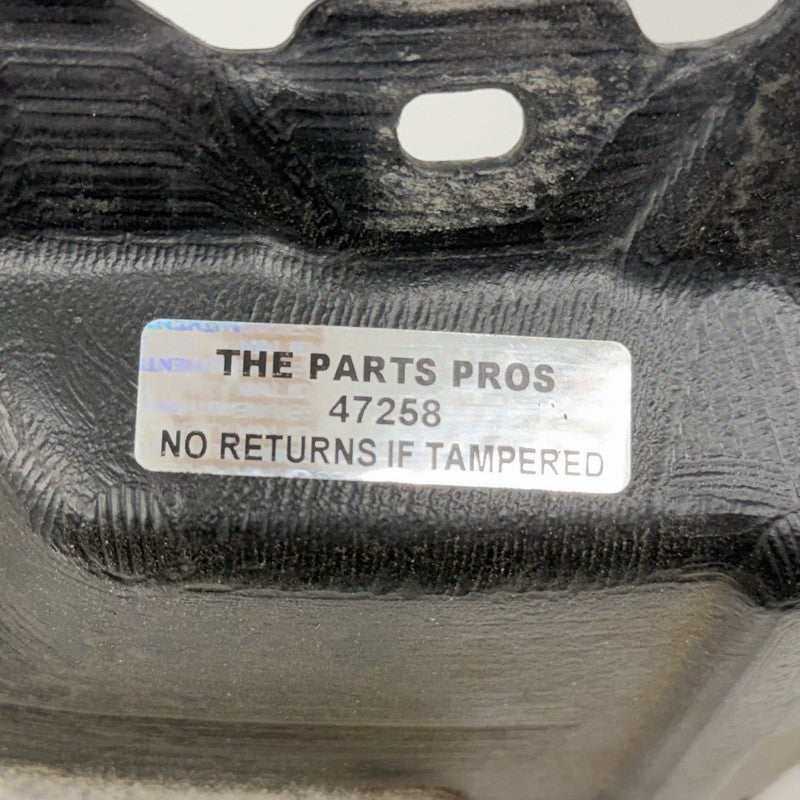 THE PARTS PROS
47258
NO RETURNS IF TAMPERED